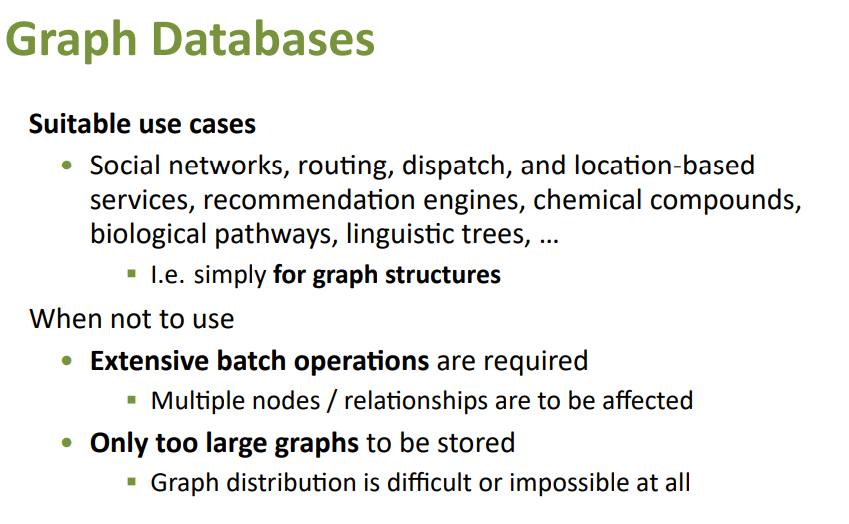 Graph Databases
Suitable use cases
• Social networks, routing, dispatch, and location-based
services, recommendation engines, chemical compounds,
biological pathways, linguistic trees, ...
▪ I.e. simply for graph structures
When not to use
• Extensive batch operations are required
▪ Multiple nodes / relationships are to be affected
• Only too large graphs to be stored
▪ Graph distribution is difficult or impossible at all